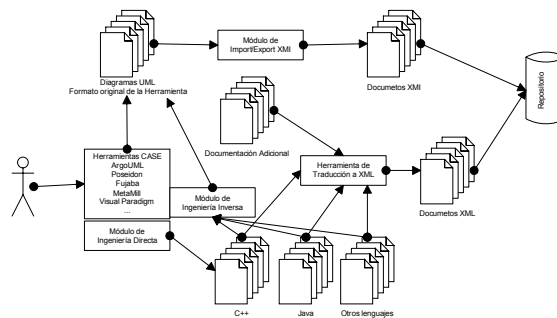 Módulo de
Import/Export XMI
Diagramas UML
Formato original de la Herramienta
Documetos XMI
Repositorio
Documentación Adicional
Herramienta de
Traducción a XML
Herramientas CASE
ArgoUML
Poseidon
Fujaba
MetaMill
Visual Paradigm
...
Módulo de
Ingeniería Inversa
Documetos XML
Módulo de
Ingeniería Directa
C++
Java
Otros lenguajes